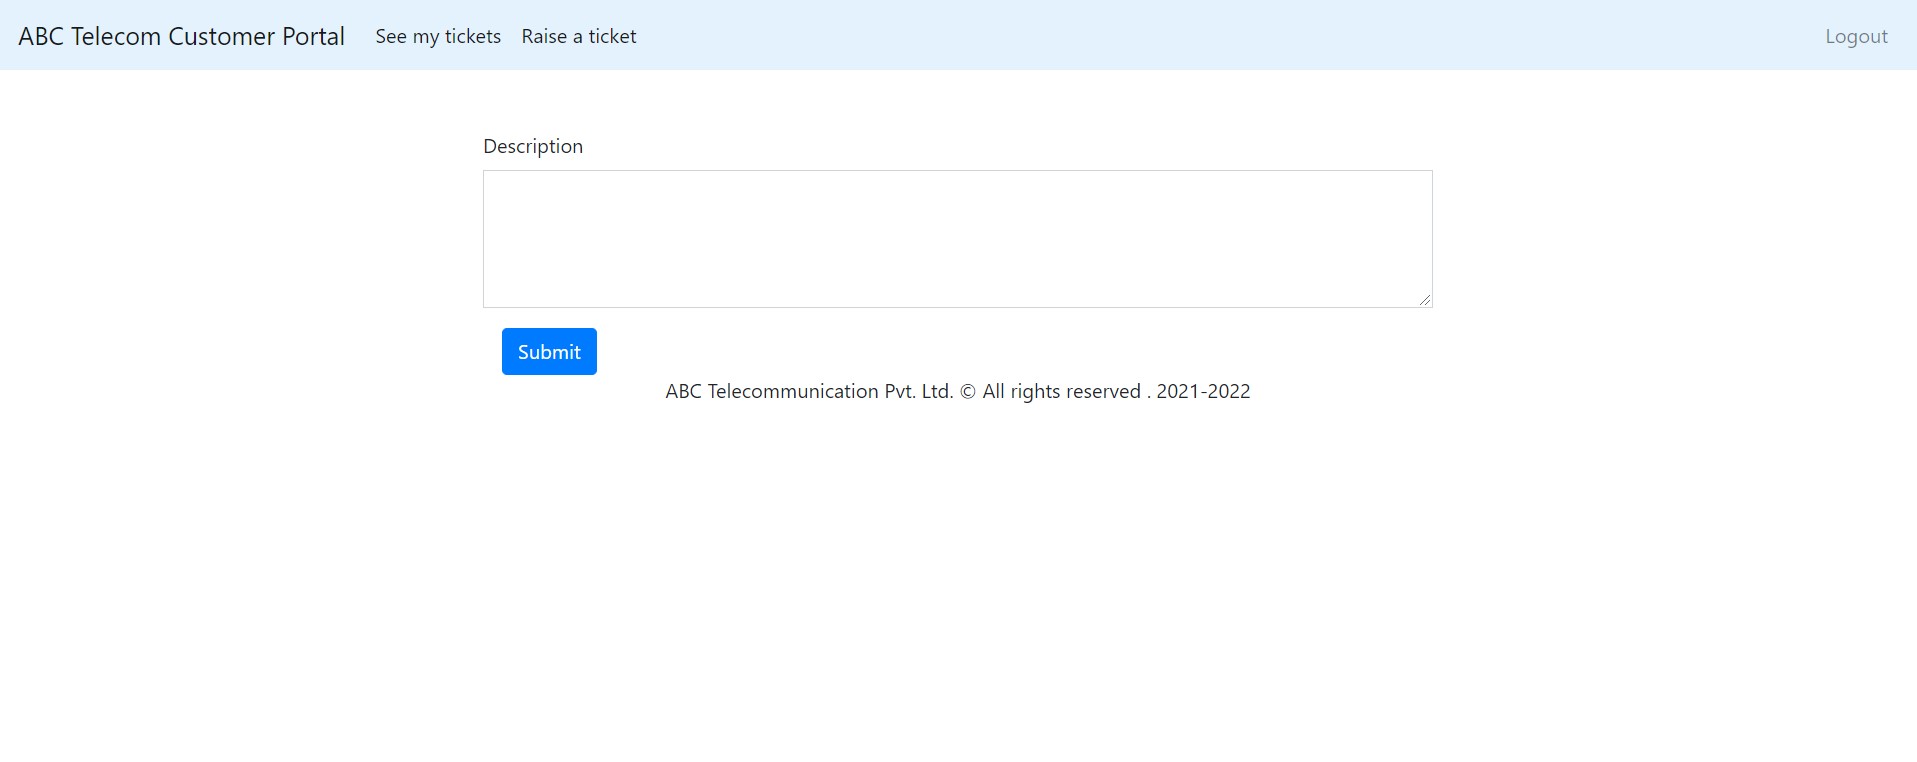 ABC Telecom Customer Portal See my tickets Raise a ticket Logout
Description
Submit
ABC Telecommunication Pvt. Ltd. © All rights reserved . 2021-2022